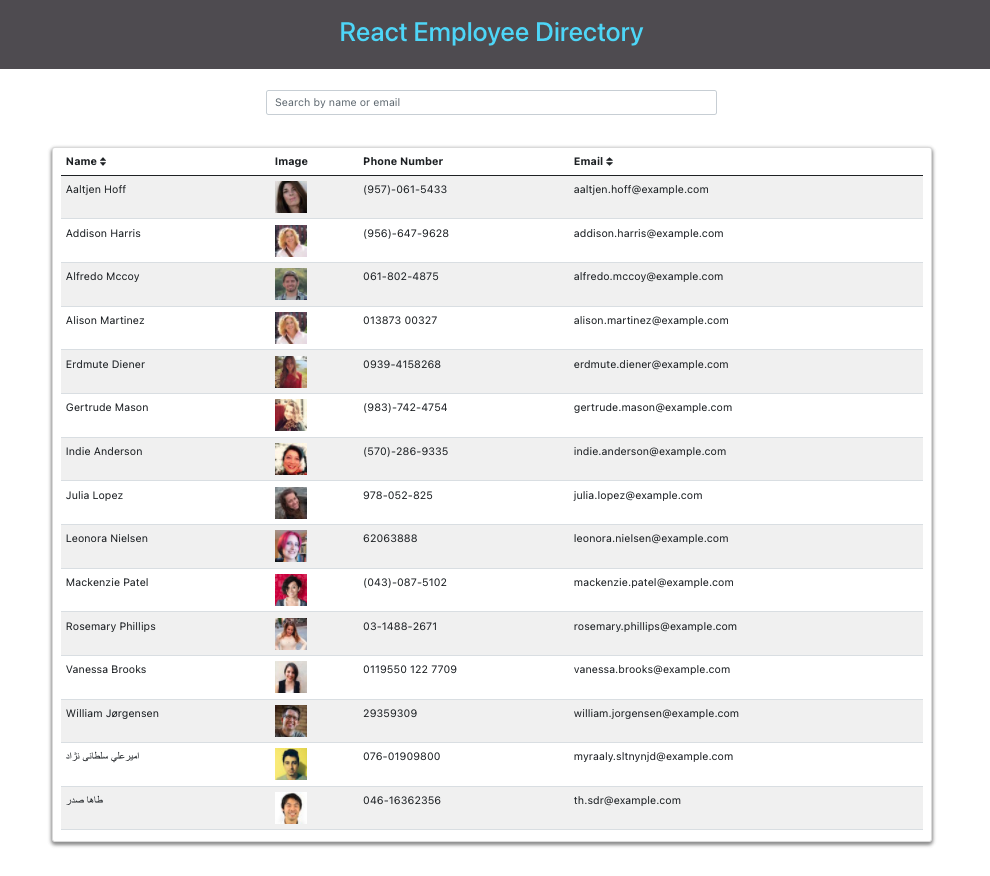 React Employee Directory
Search by name or email
Name Image Phone Number Email
Aaltjen Hoff (957)-061-5433 aaltjen.hoff@example.com
Addison Harris (956)-647-9628 addison.harris@example.com
Alfredo Mccoy 061-802-4875 alfredo.mccoy@example.com
Alison Martinez 013873 00327 alison.martinez@example.com
Erdmute Diener 0939-4158268 erdmute.diener@example.com
Gertrude Mason (983)-742-4754 gertrude.mason@example.com
Indie Anderson (570)-286-9335 indie.anderson@example.com
Julia Lopez 978-052-825 julia.lopez@example.com
Leonora Nielsen 62063888 leonora.nielsen@example.com
Mackenzie Patel (043)-087-5102 mackenzie.patel@example.com
Rosemary Phillips 03-1488-2671 rosemary.phillips@example.com
Vanessa Brooks 0119550 122 7709 vanessa.brooks@example.com
William Jørgensen 29359309 william.jorgensen@example.com
امیرعلي سلطانی نژاد 076-01909800 myraaly.sltnynjd@example.com
طاها صدر 046-16362356 th.sdr@example.com